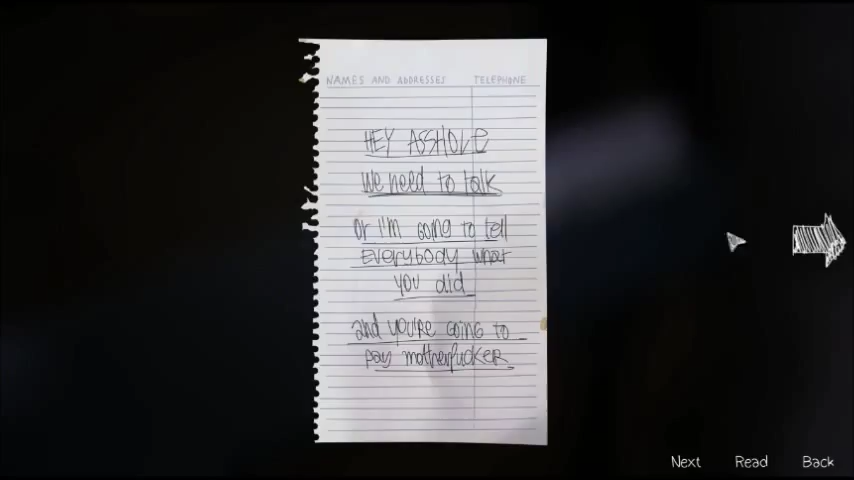 NAMES AND ADDRESSES TELEPHONE
HEY ASSHOLE
We need to talk
or I'm going to tell
EVERYBODY what
YOU did
and you're GOING to
pay motherfucker
Next Read Back